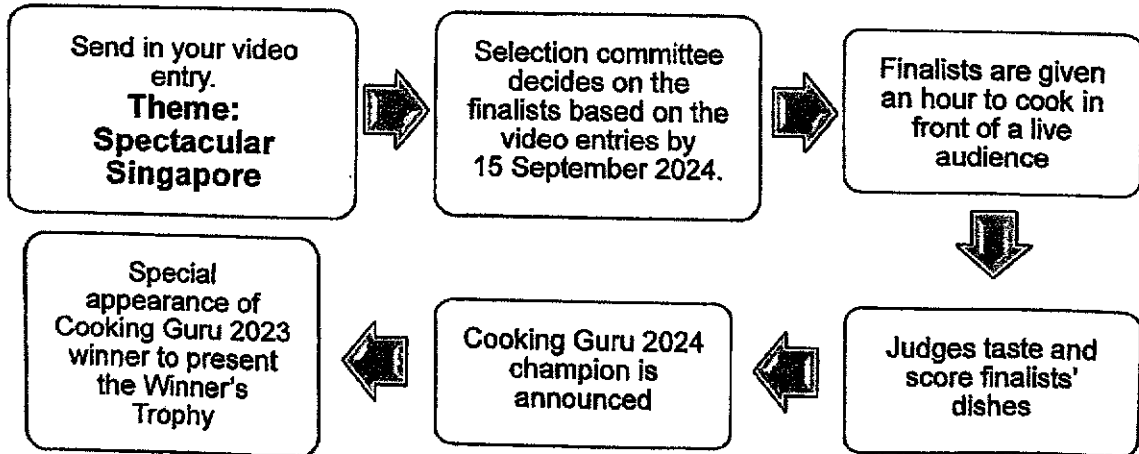 Send in your video
entry.
Theme:
Spectacular
Singapore
Selection committee
decides on the
finalists based on the
video entries by
15 September 2024.
Finalists are given
an hour to cook in
front of a live
audience
Judges taste and
score finalists'
dishes
Cooking Guru 2024
champion is
announced
Special
appearance of
Cooking Guru 2023
winner to present
the Winner's
Trophy